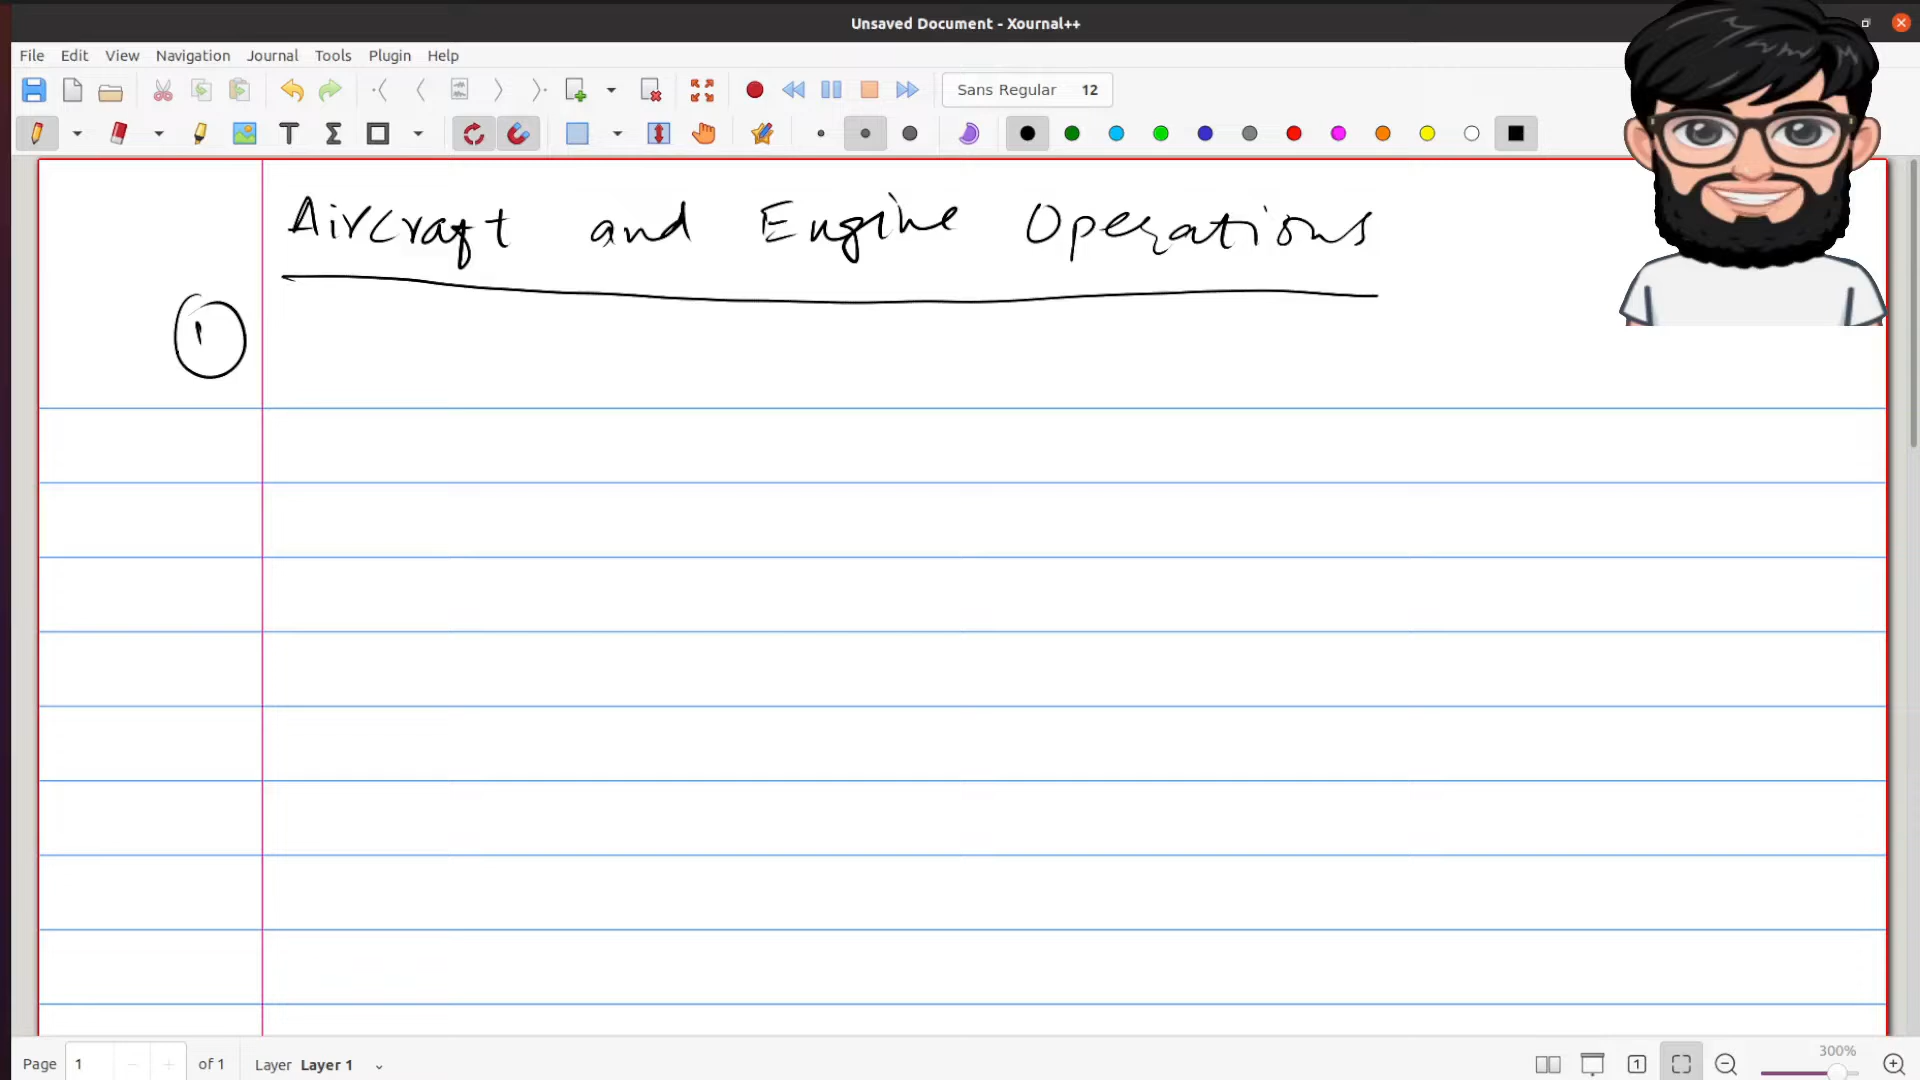 Unsaved Document - Xournal++
File Edit View Navigation Journal Tools Plugin Help
Sans Regular 12
Aircraft and Engine Operations
1
Page 1 of 1 Layer Layer 1 300%